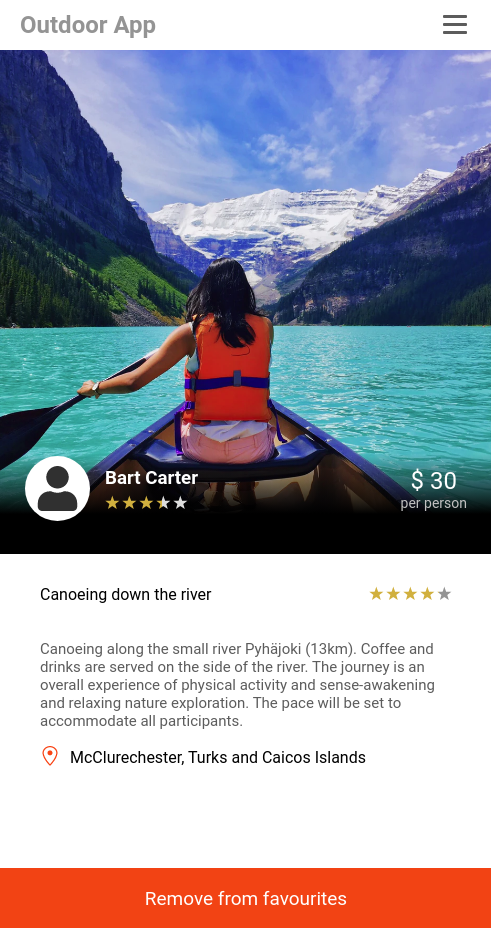 Outdoor App
Bart Carter
$ 30
per person
Canoeing down the river
Canoeing along the small river Pyhäjoki (13km). Coffee and
drinks are served on the side of the river. The journey is an
overall experience of physical activity and sense-awakening
and relaxing nature exploration. The pace will be set to
accommodate all participants.
McClurechester, Turks and Caicos Islands
Remove from favourites